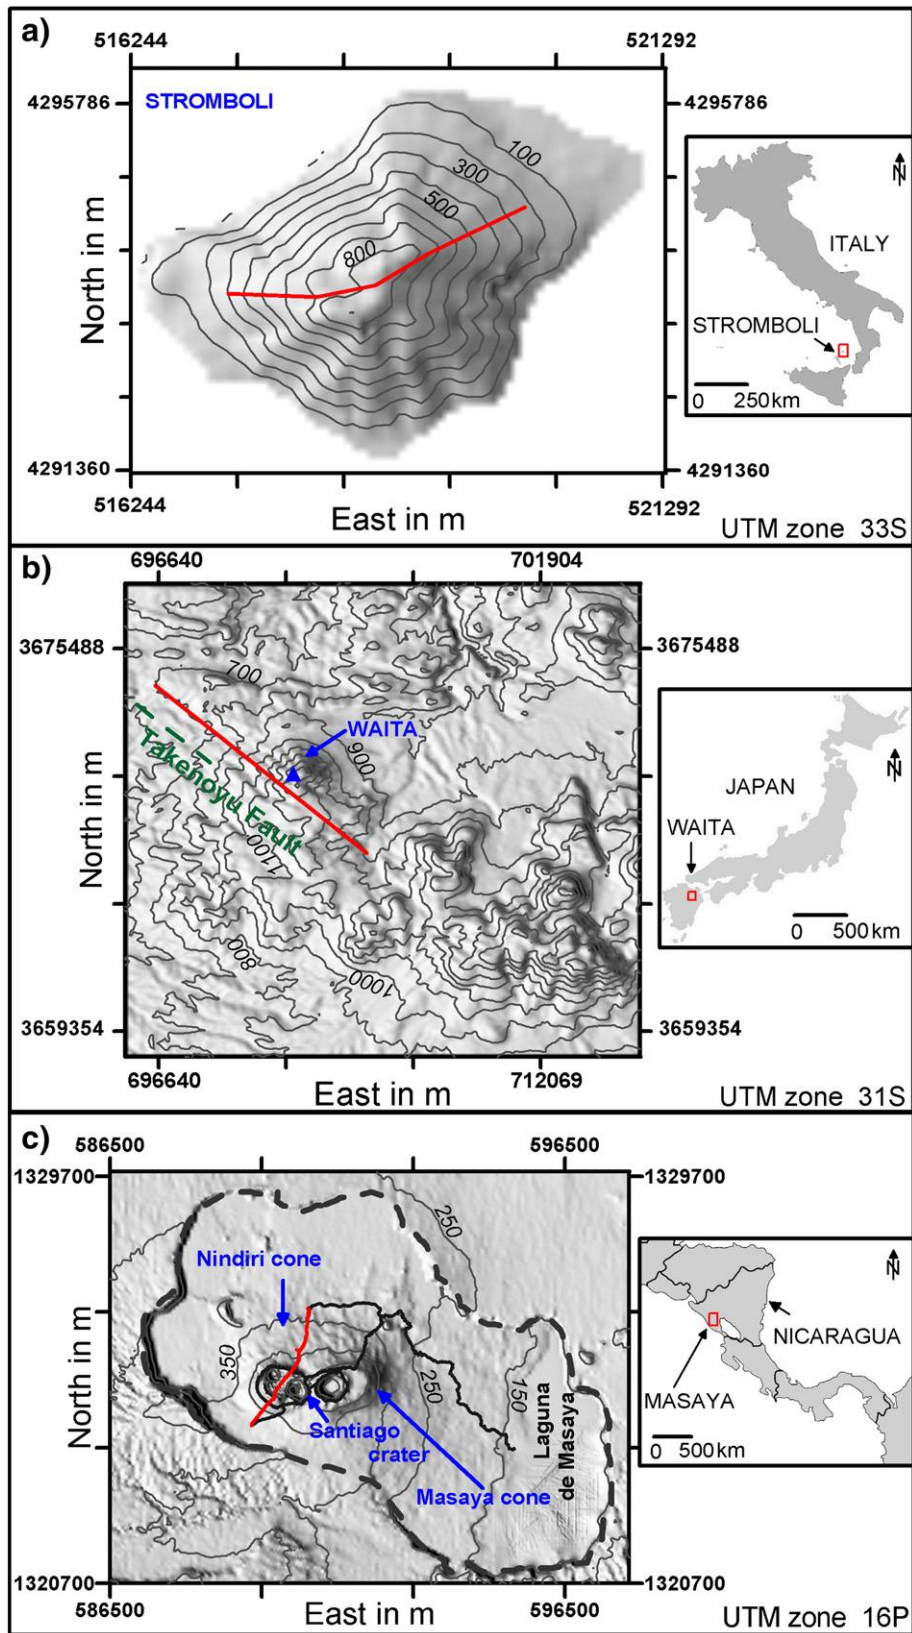 a)
516244
521292
4295786
4295786
STROMBOLI
100
300
500
800
North in m
4291360
4291360
516244
521292
East in m
UTM zone 33S
N
ITALY
STROMBOLI
0 250km
b)
696640
701904
3675488
3675488
700
WAITA
900
Takenoyu Fault
1100
800
1000
North in m
3659354
3659354
696640
712069
East in m
UTM zone 31S
N
JAPAN
WAITA
0 500km
c)
586500
596500
1329700
1329700
250
Nindiri cone
350
250
150
Santiago
crater
Masaya cone
Laguna
de Masaya
North in m
1320700
1320700
586500
596500
East in m
UTM zone 16P
N
NICARAGUA
MASAYA
0 500km